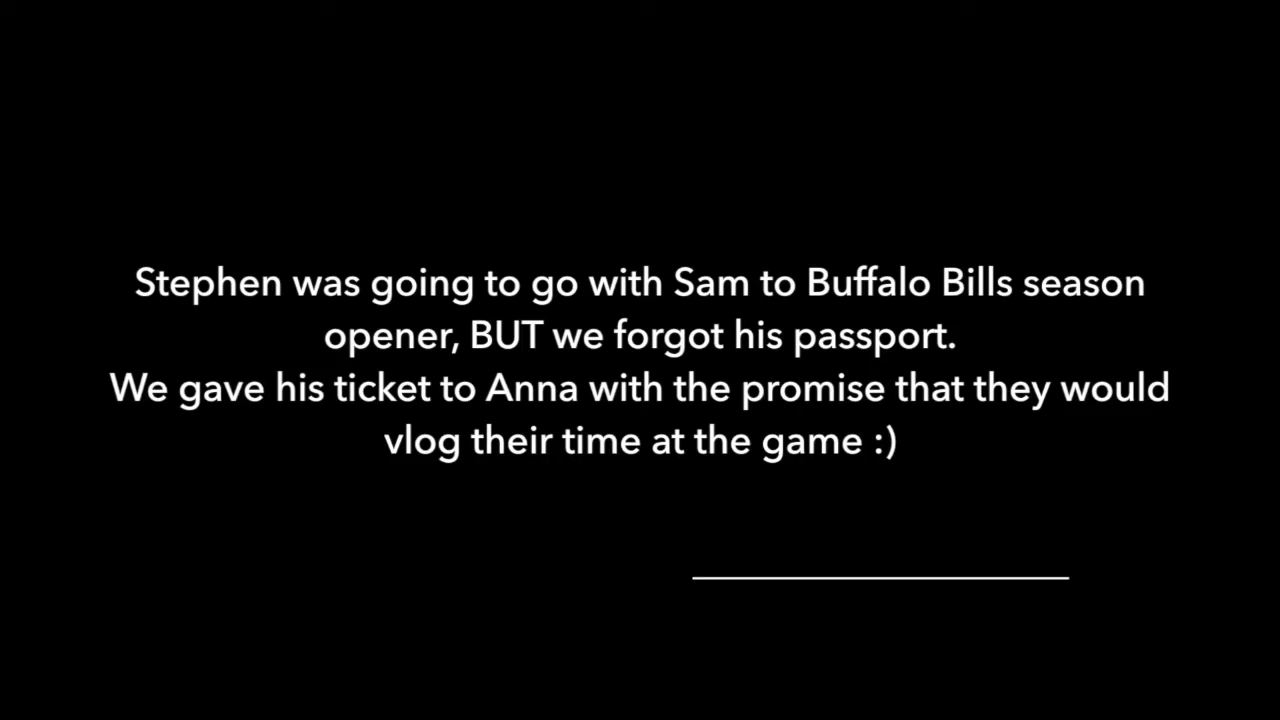 Stephen was going to go with Sam to Buffalo Bills season
opener, BUT we forgot his passport.
We gave his ticket to Anna with the promise that they would
vlog their time at the game :)